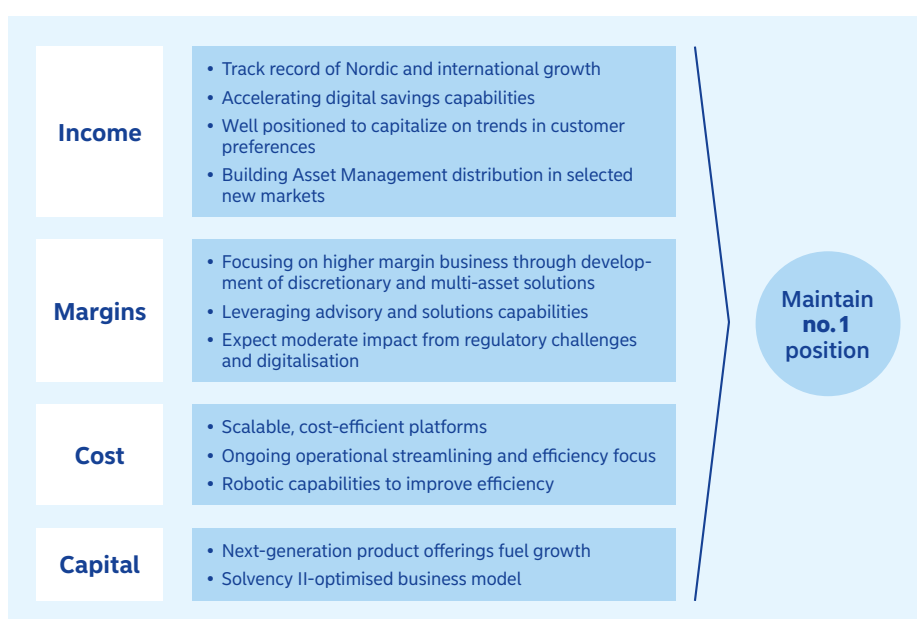 Income
• Track record of Nordic and international growth
• Accelerating digital savings capabilities
• Well positioned to capitalize on trends in customer
preferences
• Building Asset Management distribution in selected
new markets
Margins
• Focusing on higher margin business through develop-
ment of discretionary and multi-asset solutions
• Leveraging advisory and solutions capabilities
• Expect moderate impact from regulatory challenges
and digitalisation
Cost
• Scalable, cost-efficient platforms
• Ongoing operational streamlining and efficiency focus
• Robotic capabilities to improve efficiency
Capital
• Next-generation product offerings fuel growth
• Solvency II-optimised business model
Maintain
no. 1
position